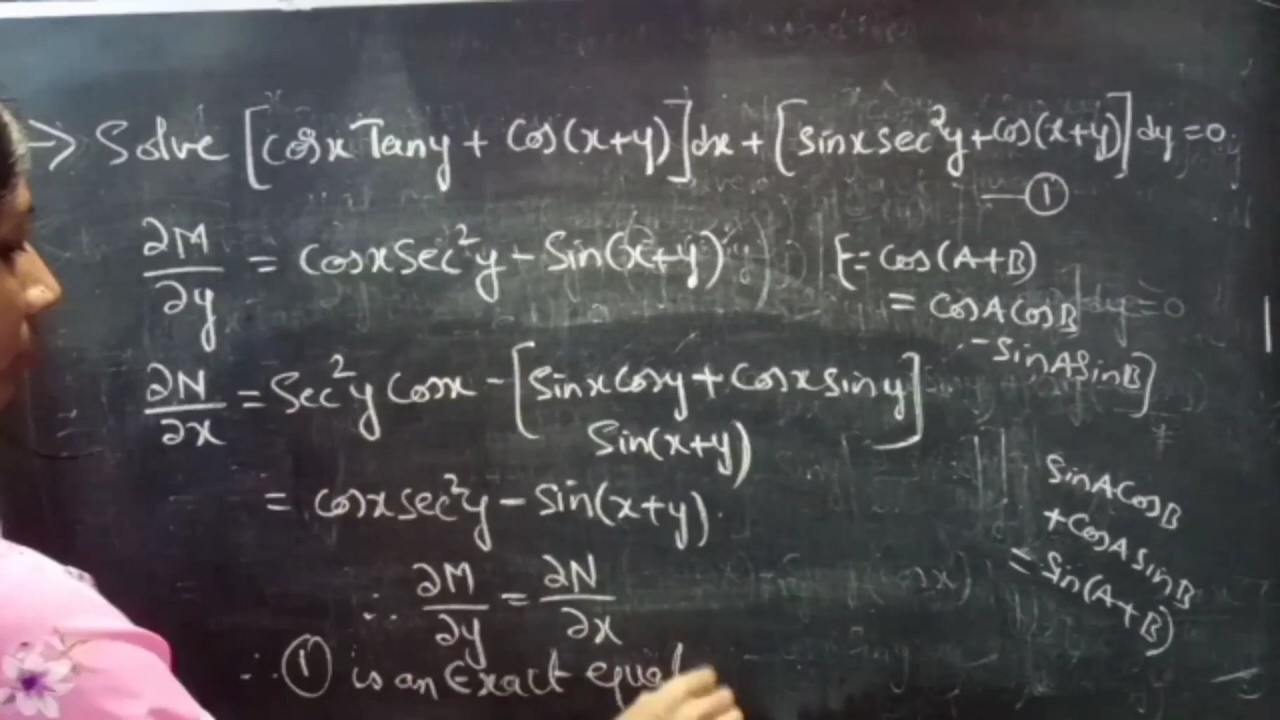 → Solve [cosx Tany + cos(x+y)]dx + [sinx sec²y + cos(x+y)]dy = 0.
— ①
∂M/∂y = cosx sec²y - sin(x+y) [∵ cos(A+B)
= cosA cosB
- sinA sinB]
∂N/∂x = sec²y cosx - [sinx cosy + cosx siny]
sin(x+y)
= cosx sec²y - sin(x+y).
sinA cosB
+ cosA sinB
= sin(A+B)
∴ ∂M/∂y = ∂N/∂x
∴ ① is an Exact equat